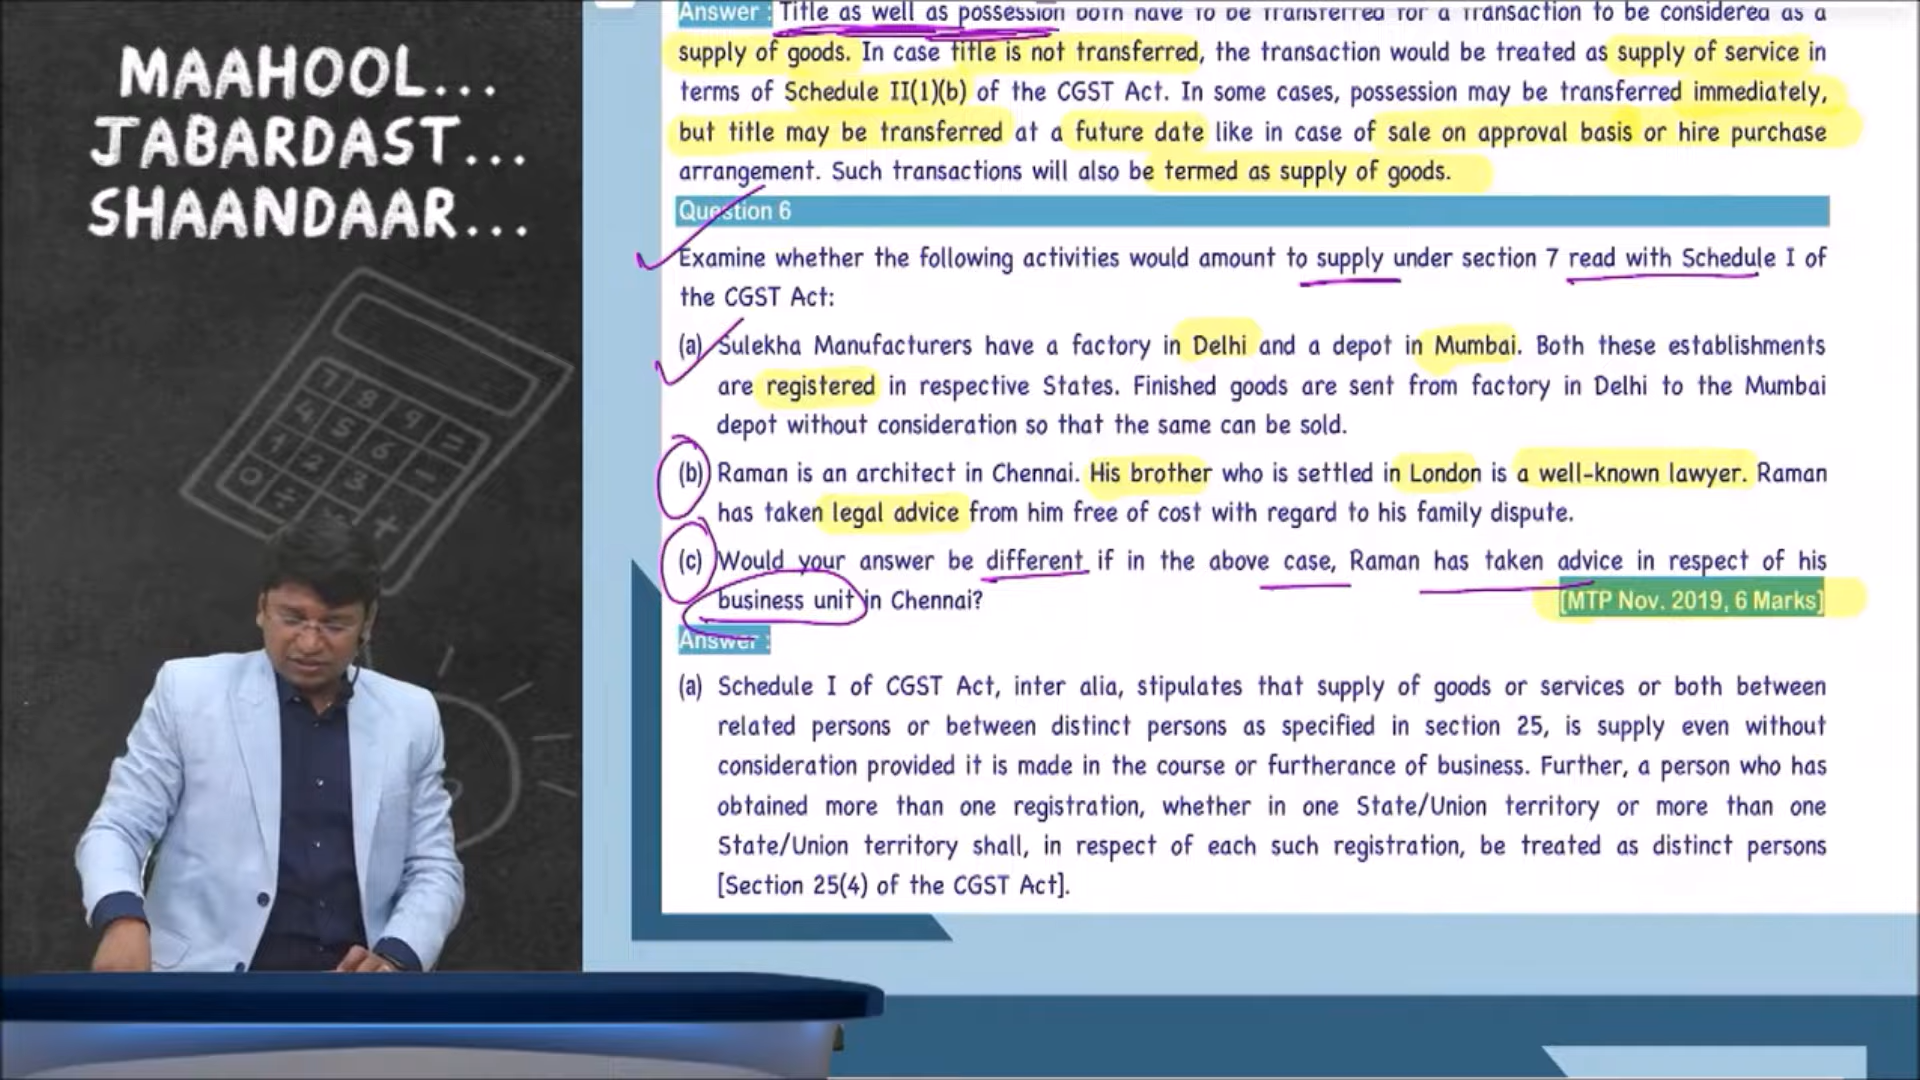 MAAHOOL...
JABARDAST...
SHAANDAAR...
Answer : Title as well as possession both have to be transferred for a transaction to be considered as a
supply of goods. In case title is not transferred, the transaction would be treated as supply of service in
terms of Schedule II(1)(b) of the CGST Act. In some cases, possession may be transferred immediately,
but title may be transferred at a future date like in case of sale on approval basis or hire purchase
arrangement. Such transactions will also be termed as supply of goods.
Question 6
Examine whether the following activities would amount to supply under section 7 read with Schedule I of
the CGST Act:
(a) Sulekha Manufacturers have a factory in Delhi and a depot in Mumbai. Both these establishments
are registered in respective States. Finished goods are sent from factory in Delhi to the Mumbai
depot without consideration so that the same can be sold.
(b) Raman is an architect in Chennai. His brother who is settled in London is a well-known lawyer. Raman
has taken legal advice from him free of cost with regard to his family dispute.
(c) Would your answer be different if in the above case, Raman has taken advice in respect of his
business unit in Chennai? [MTP Nov. 2019, 6 Marks]
Answer :
(a) Schedule I of CGST Act, inter alia, stipulates that supply of goods or services or both between
related persons or between distinct persons as specified in section 25, is supply even without
consideration provided it is made in the course or furtherance of business. Further, a person who has
obtained more than one registration, whether in one State/Union territory or more than one
State/Union territory shall, in respect of each such registration, be treated as distinct persons
[Section 25(4) of the CGST Act].
7 8 9 =
4 5 6 -
1 2 3
0 ÷ +